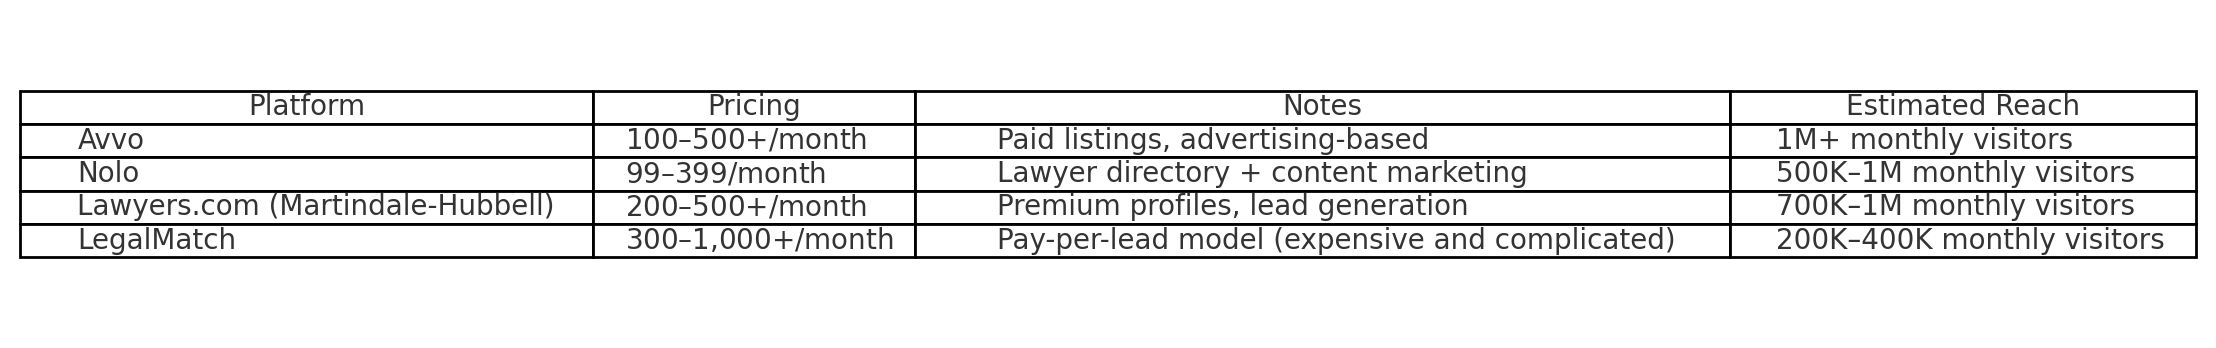 Platform Pricing Notes Estimated Reach
Avvo 100–500+/month Paid listings, advertising-based 1M+ monthly visitors
Nolo 99–399/month Lawyer directory + content marketing 500K–1M monthly visitors
Lawyers.com (Martindale-Hubbell) 200–500+/month Premium profiles, lead generation 700K–1M monthly visitors
LegalMatch 300–1,000+/month Pay-per-lead model (expensive and complicated) 200K–400K monthly visitors